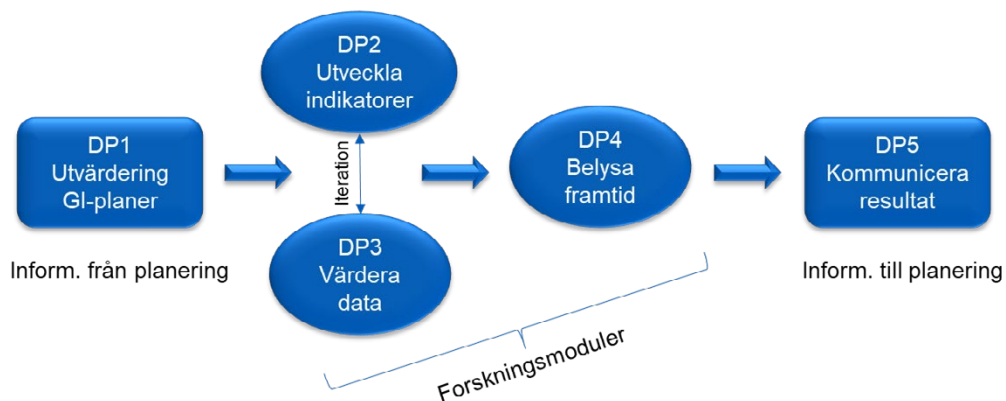 DP1
Utvärdering
GI-planer
Inform. från planering
DP2
Utveckla
indikatorer
Iteration
DP3
Värdera
data
DP4
Belysa
framtid
Forskningsmoduler
DP5
Kommunicera
resultat
Inform. till planering